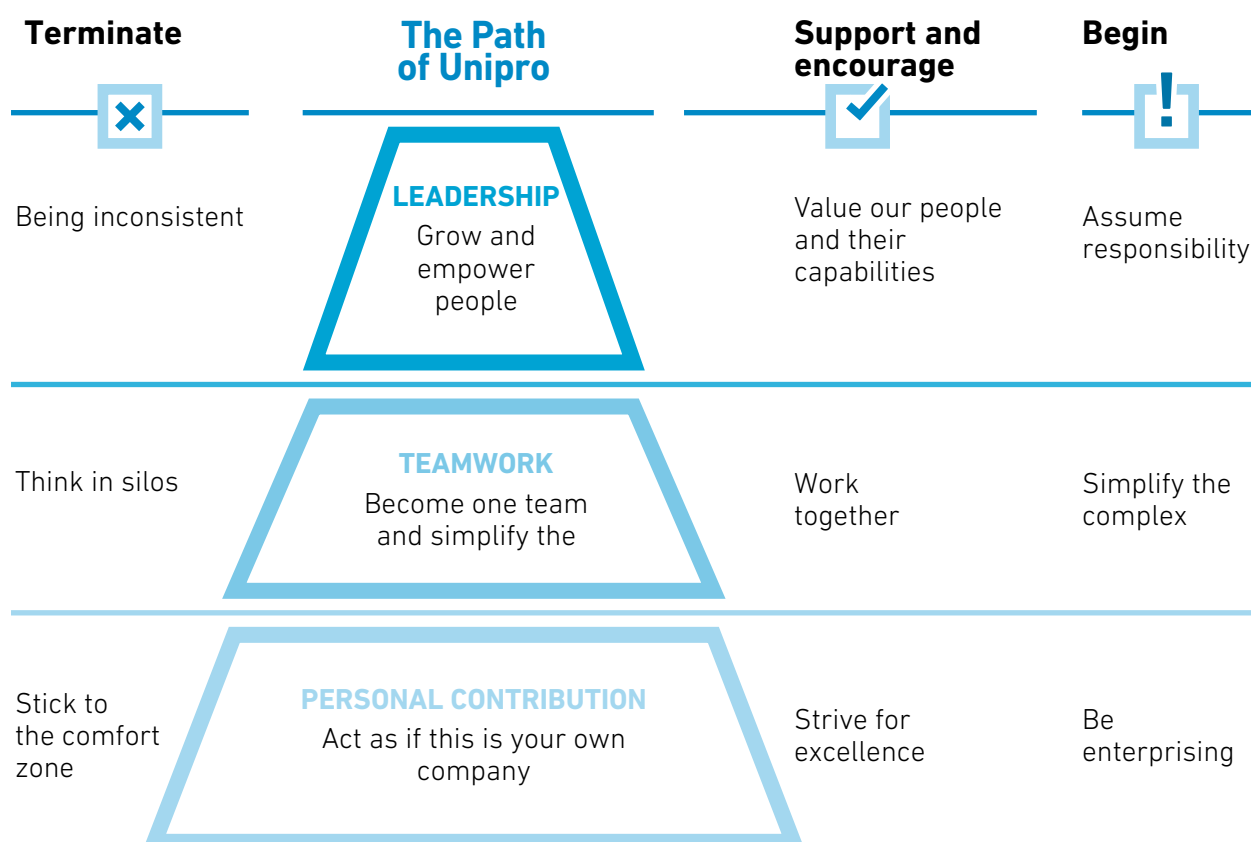 Terminate
The Path
of Unipro
Support and
encourage
Begin
Being inconsistent
LEADERSHIP
Grow and
empower
people
Value our people
and their
capabilities
Assume
responsibility
Think in silos
TEAMWORK
Become one team
and simplify the
Work
together
Simplify the
complex
Stick to
the comfort
zone
PERSONAL CONTRIBUTION
Act as if this is your own
company
Strive for
excellence
Be
enterprising